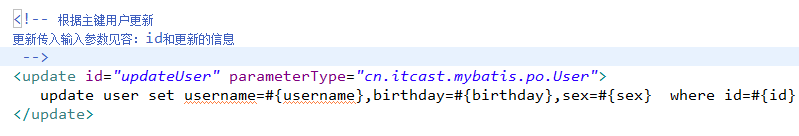 <!-- 根据主键用户更新
更新传入输入参数见容：id和更新的信息
-->
<update id="updateUser" parameterType="cn.itcast.mybatis.po.User">
update user set username=#{username},birthday=#{birthday},sex=#{sex}  where id=#{id}
</update>